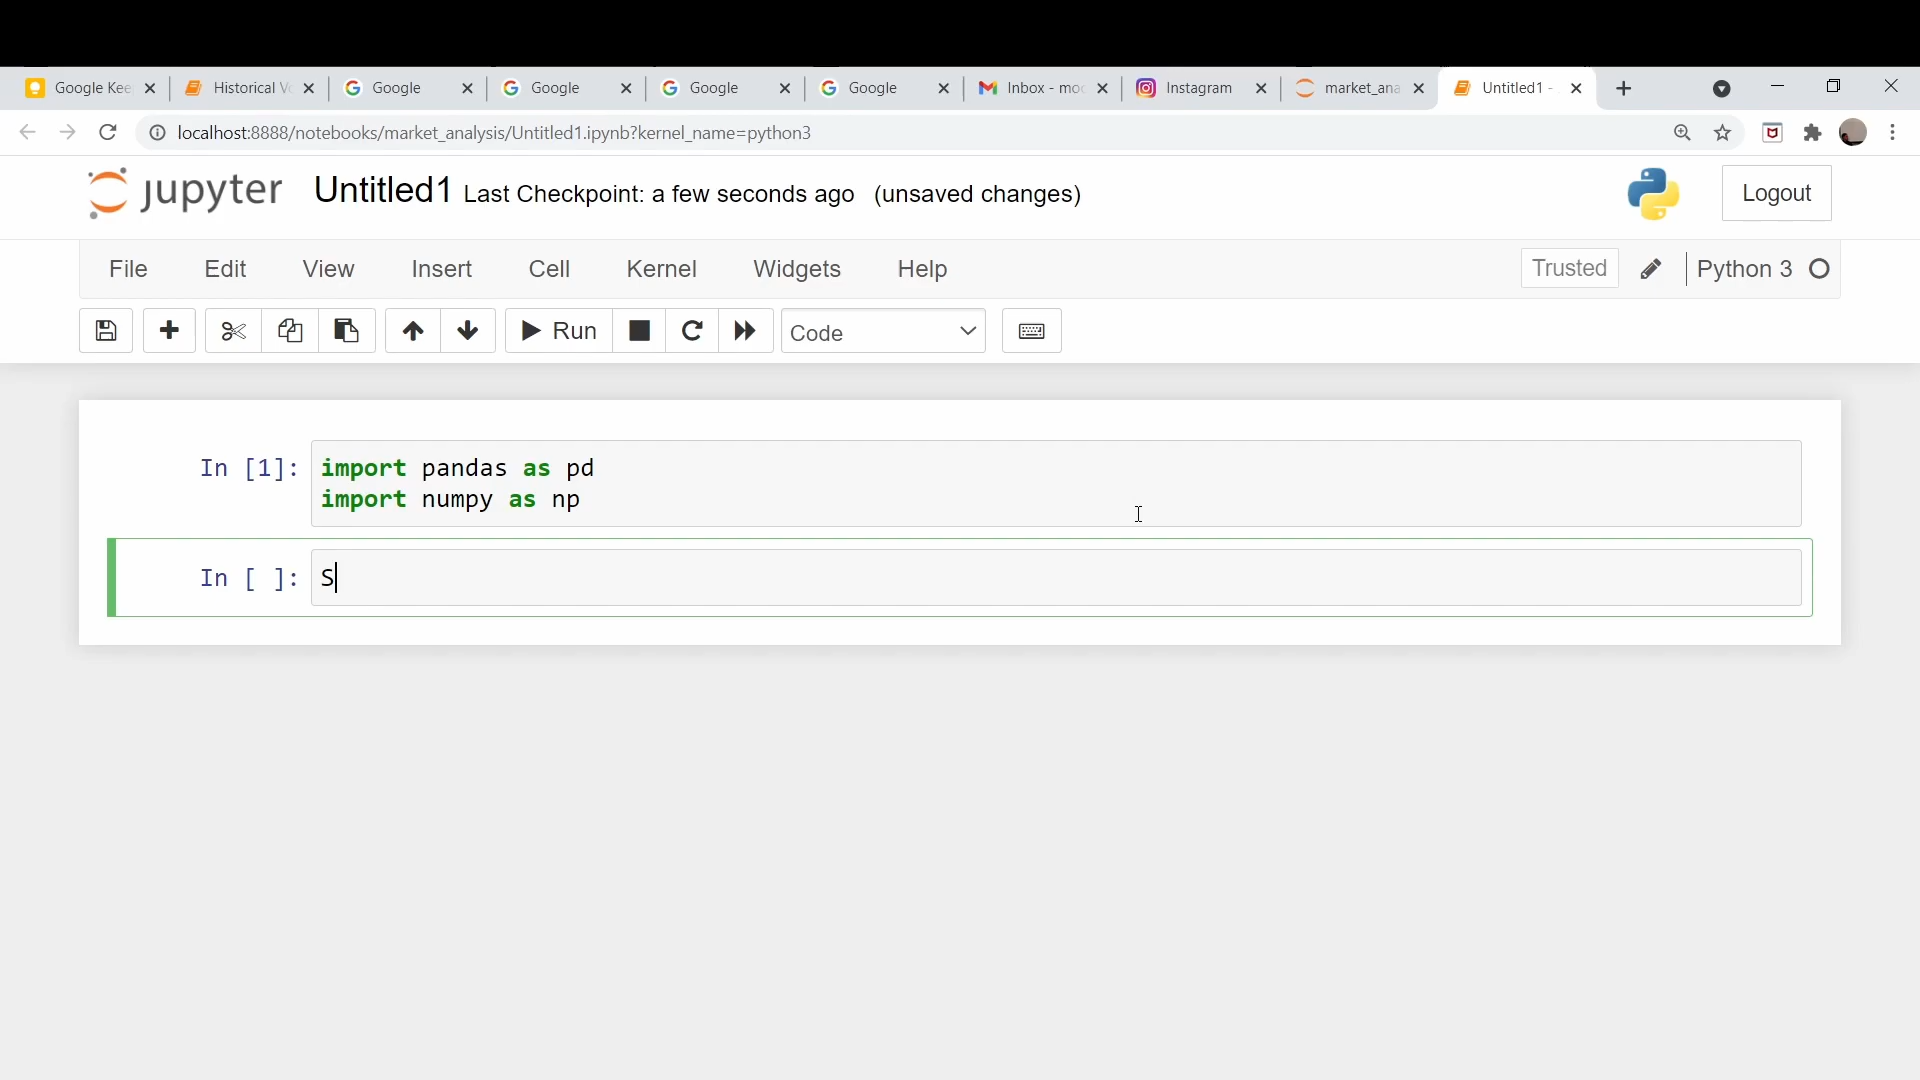 Google Kee
Historical V
Google
Google
Google
Google
Inbox - moo
Instagram
market_ana
Untitled1 -
localhost:8888/notebooks/market_analysis/Untitled1.ipynb?kernel_name=python3
jupyter Untitled1 Last Checkpoint: a few seconds ago (unsaved changes)
Logout
File Edit View Insert Cell Kernel Widgets Help
Trusted
Python 3
Run
Code
In [1]: import pandas as pd
import numpy as np
In [ ]: S